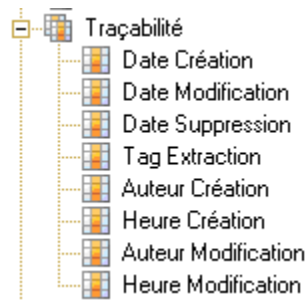 Traçabilité
Date Création
Date Modification
Date Suppression
Tag Extraction
Auteur Création
Heure Création
Auteur Modification
Heure Modification